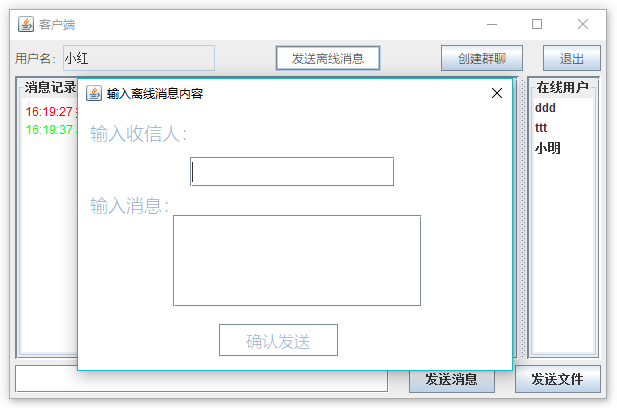 客户端
用户名： 小红 发送离线消息 创建群聊 退出
消息记录
16:19:27
16:19:37
在线用户
ddd
ttt
小明
输入离线消息内容
输入收信人：
输入消息：
确认发送
发送消息 发送文件